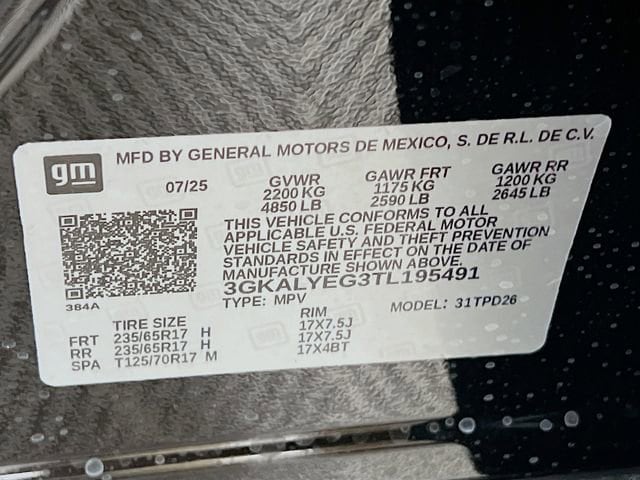 gm
MFD BY GENERAL MOTORS DE MEXICO, S. DE R.L. DE C.V.
07/25
GVWR
2200 KG
4850 LB
GAWR FRT
1175 KG
2590 LB
GAWR RR
1200 KG
2645 LB
THIS VEHICLE CONFORMS TO ALL
APPLICABLE U.S. FEDERAL MOTOR
VEHICLE SAFETY AND THEFT PREVENTION
STANDARDS IN EFFECT ON THE DATE OF
MANUFACTURE SHOWN ABOVE.
3GKALYEG3TL195491
TYPE: MPV
MODEL: 31TPD26
384A
TIRE SIZE
RIM
FRT 235/65R17 H 17X7.5J
RR 235/65R17 H 17X7.5J
SPA T125/70R17 M 17X4BT